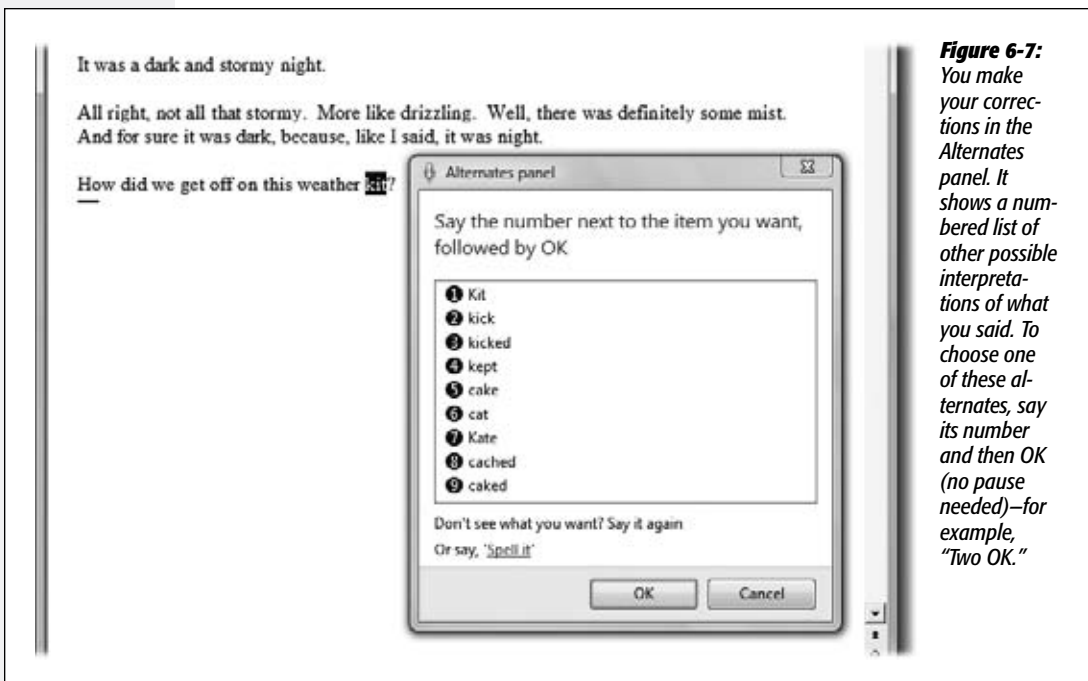 It was a dark and stormy night.
All right, not all that stormy.  More like drizzling.  Well, there was definitely some mist.
And for sure it was dark, because, like I said, it was night.
How did we get off on this weather kit?
Alternates panel
Say the number next to the item you want,
followed by OK
1 Kit
2 kick
3 kicked
4 kept
5 cake
6 cat
7 Kate
8 cached
9 caked
Don't see what you want? Say it again
Or say, 'Spell it'
OK
Cancel
Figure 6-7:
You make
your correc-
tions in the
Alternates
panel. It
shows a num-
bered list of
other possible
interpreta-
tions of what
you said. To
choose one
of these al-
ternates, say
its number
and then OK
(no pause
needed)—for
example,
“Two OK.”